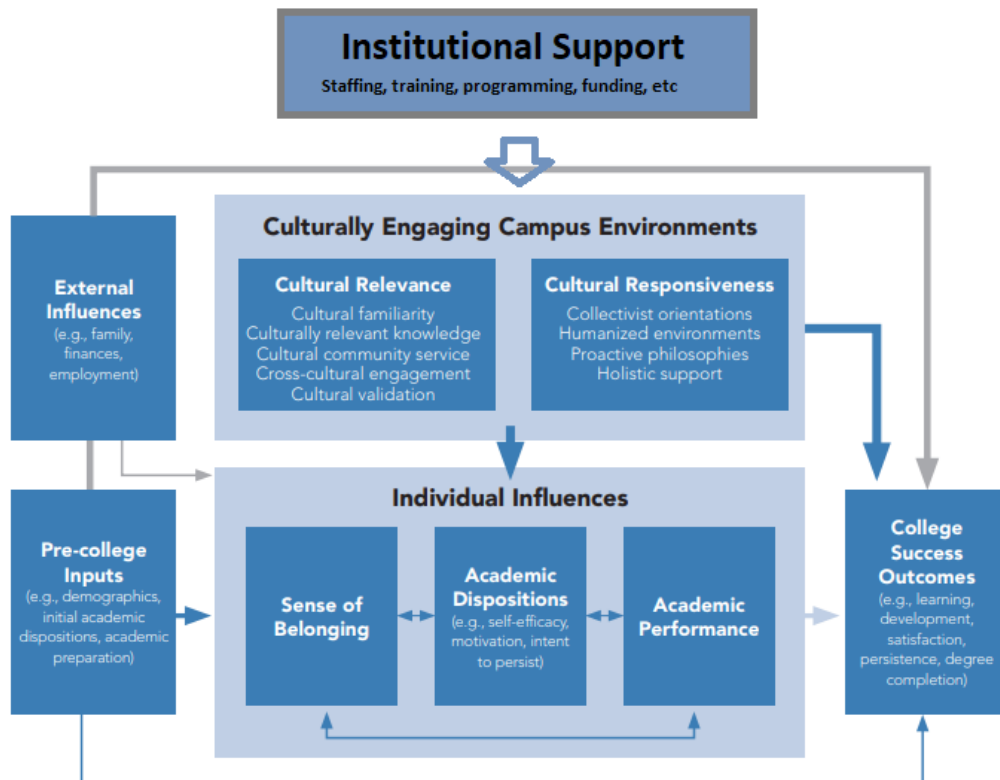 Institutional Support
Staffing, training, programming, funding, etc
Culturally Engaging Campus Environments
Cultural Relevance
Cultural familiarity
Culturally relevant knowledge
Cultural community service
Cross-cultural engagement
Cultural validation
Cultural Responsiveness
Collectivist orientations
Humanized environments
Proactive philosophies
Holistic support
External
Influences
(e.g., family,
finances,
employment)
Pre-college
Inputs
(e.g., demographics,
initial academic
dispositions, academic
preparation)
Individual Influences
Sense of
Belonging
Academic
Dispositions
(e.g., self-efficacy,
motivation, intent
to persist)
Academic
Performance
College
Success
Outcomes
(e.g., learning,
development,
satisfaction,
persistence, degree
completion)